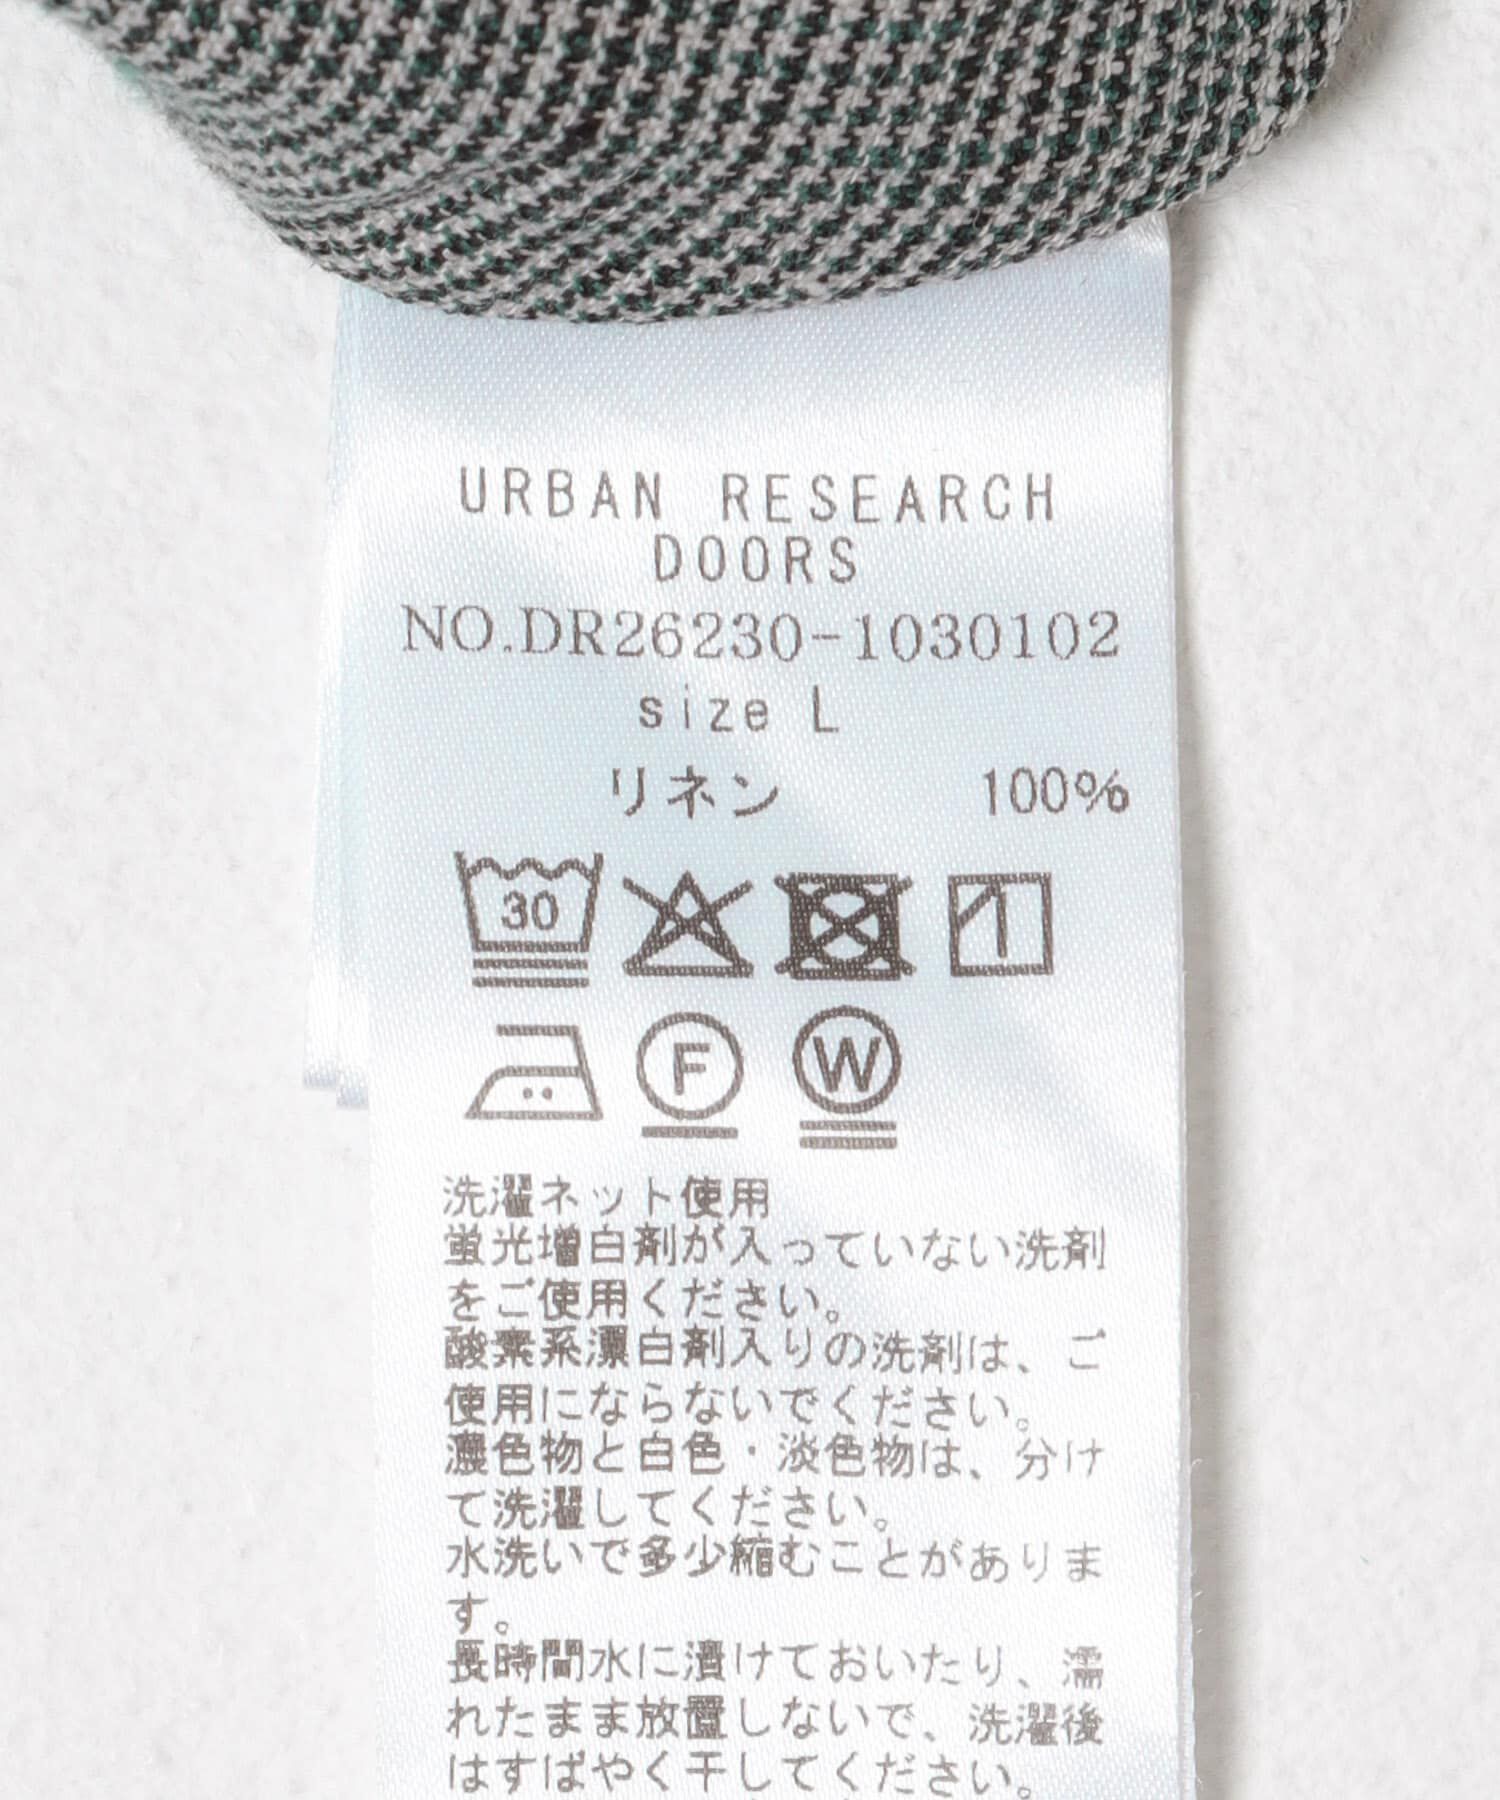 URBAN RESEARCH
DOORS
NO.DR26230-1030102
size L
リネン 100%
30
F W
洗濯ネット使用
蛍光増白剤が入っていない洗剤
をご使用ください。
酸素系漂白剤入りの洗剤は、ご
使用にならないでください。
濃色物と白色・淡色物は、分け
て洗濯してください。
水洗いで多少縮むことがありま
す。
長時間水に漬けておいたり、濡
れたまま放置しないで、洗濯後
はすばやく干してください。